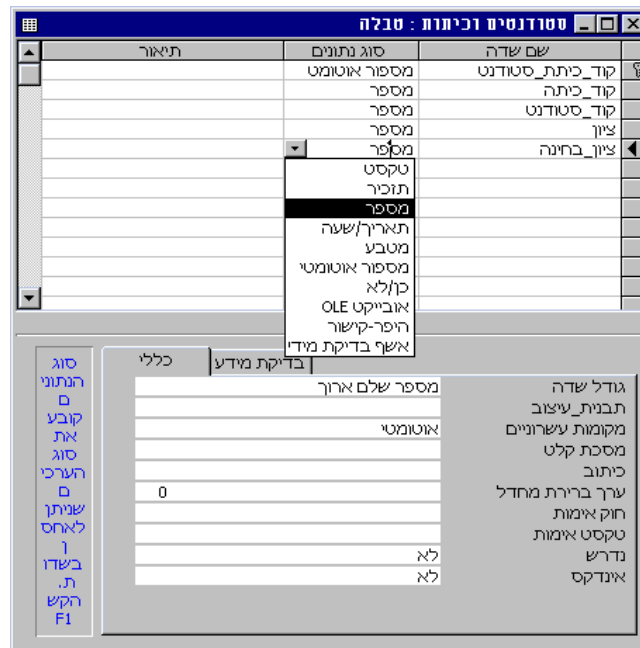 סטודנטים וכיתות : טבלה
שם שדה סוג נתונים תיאור
קוד_כיתת_סטודנט מספור אוטומט
קוד_כיתה מספר
קוד_סטודנט מספר
ציון מספר
ציון_בחינה מספר
טקסט
תזכיר
מספר
תאריך/שעה
מטבע
מספור אוטומטי
כן/לא
אובייקט OLE
היפר-קישור
אשף בדיקת מידי
בדיקת מידע כללי
גודל שדה מספר שלם ארוך
תבנית_עיצוב
מקומות עשרוניים אוטומטי
מסכת קלט
כיתוב
ערך ברירת מחדל 0
חוק אימות
טקסט אימות
נדרש לא
אינדקס לא
סוג
הנתוני
ם
קובע
את
סוג
הערכי
ם
שניתן
לאחס
ן
בשדו
ת.
הקש
F1